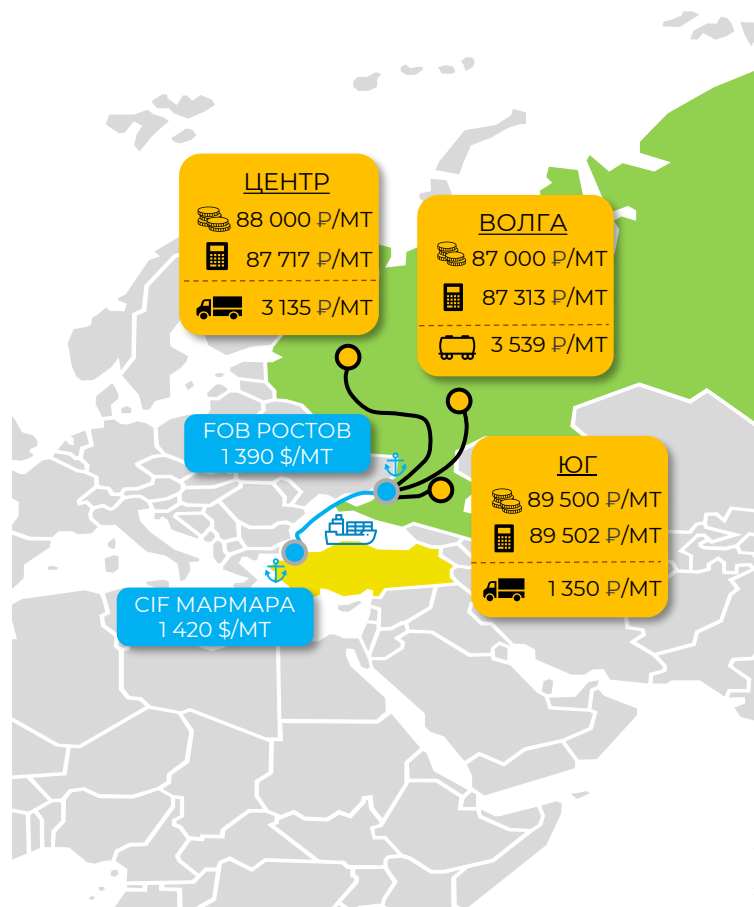 ЦЕНТР
88 000 ₽/МТ
87 717 ₽/МТ
3 135 ₽/МТ
ВОЛГА
87 000 ₽/МТ
87 313 ₽/МТ
3 539 ₽/МТ
FOB РОСТОВ
1 390 $/МТ
ЮГ
89 500 ₽/МТ
89 502 ₽/МТ
1 350 ₽/МТ
CIF МАРМАРА
1 420 $/МТ